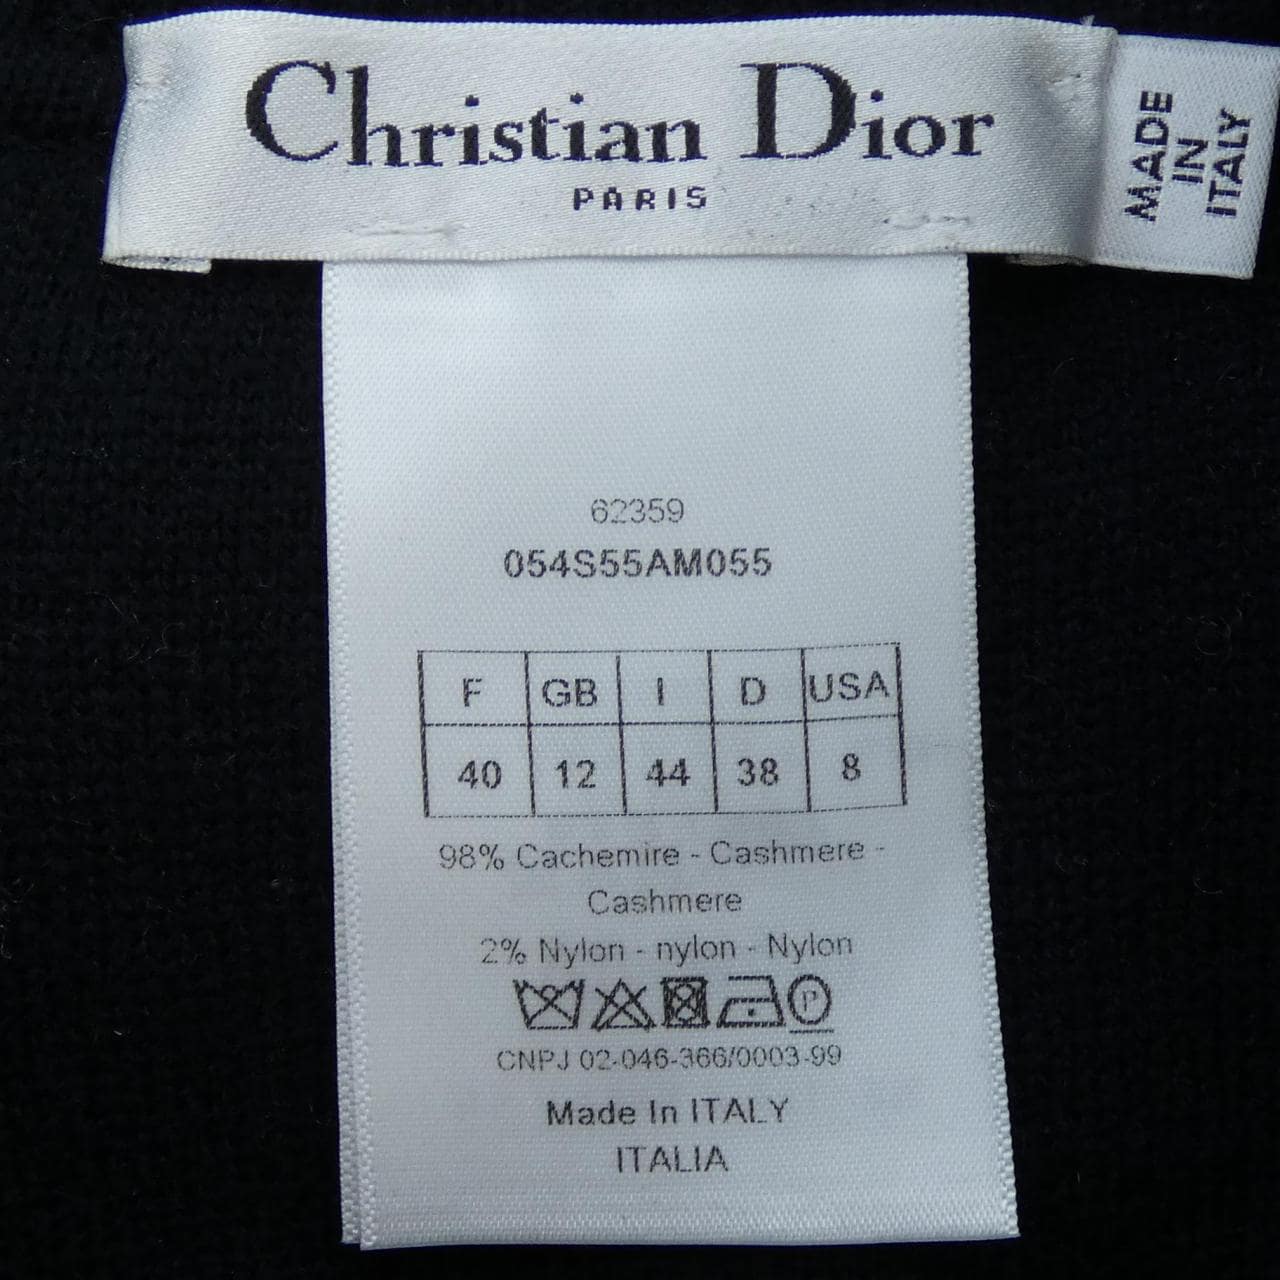 Christian Dior
PARIS
MADE
IN
ITALY
62359
054S55AM055
F GB I D USA
40 12 44 38 8
98% Cachemire - Cashmere -
Cashmere
2% Nylon - nylon - Nylon
P
CNPJ 02-046-366/0003-99
Made In ITALY
ITALIA